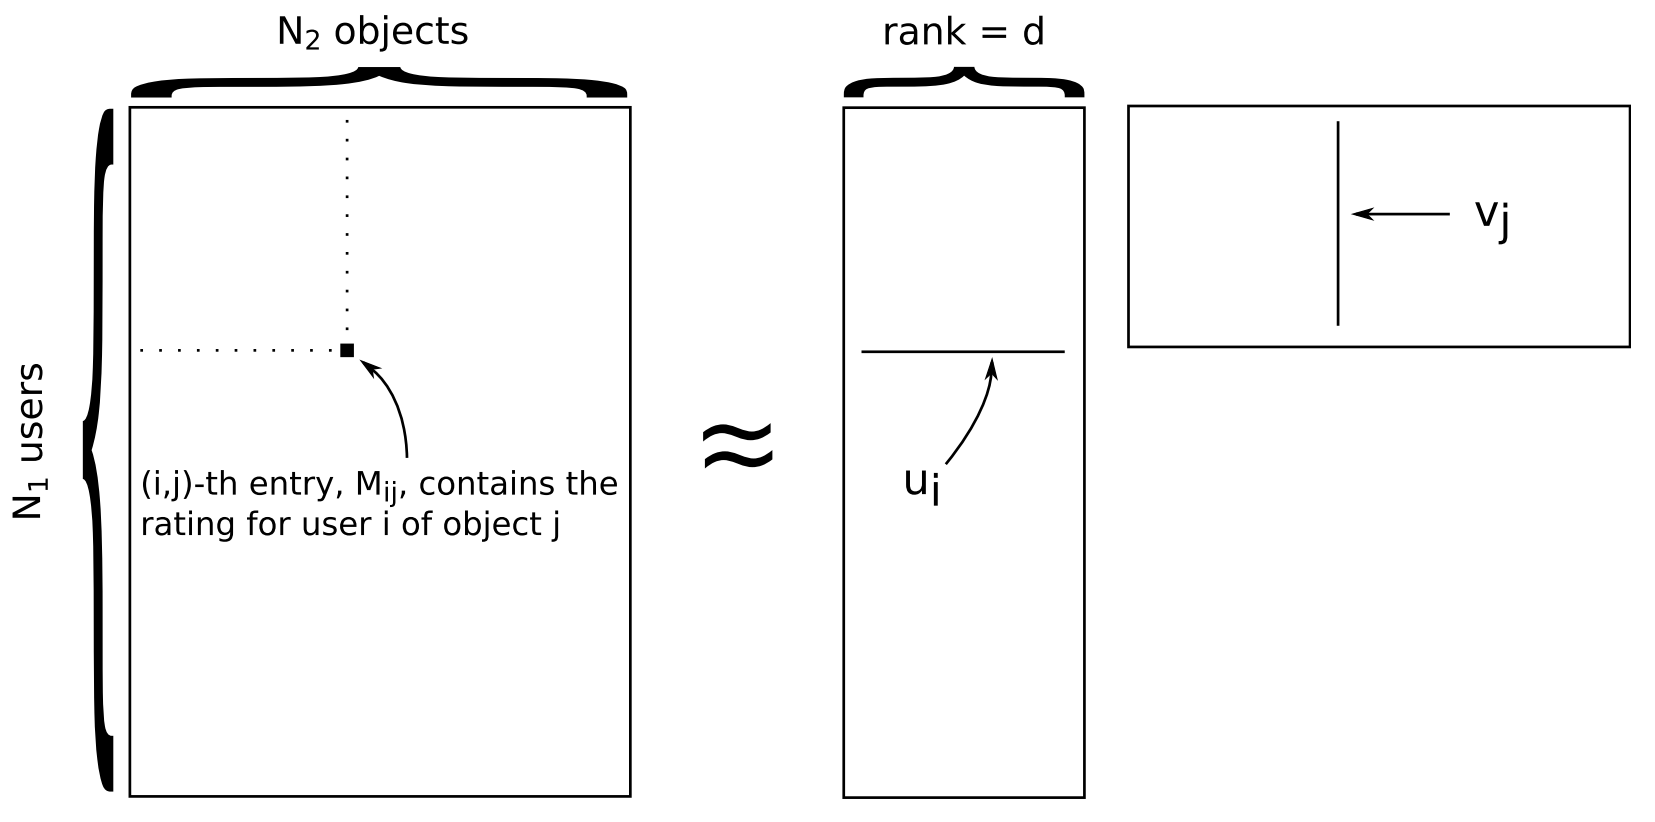 N₂ objects
rank = d
N₁ users
(i,j)-th entry, Mᵢⱼ, contains the
rating for user i of object j
≈
uᵢ
vⱼ